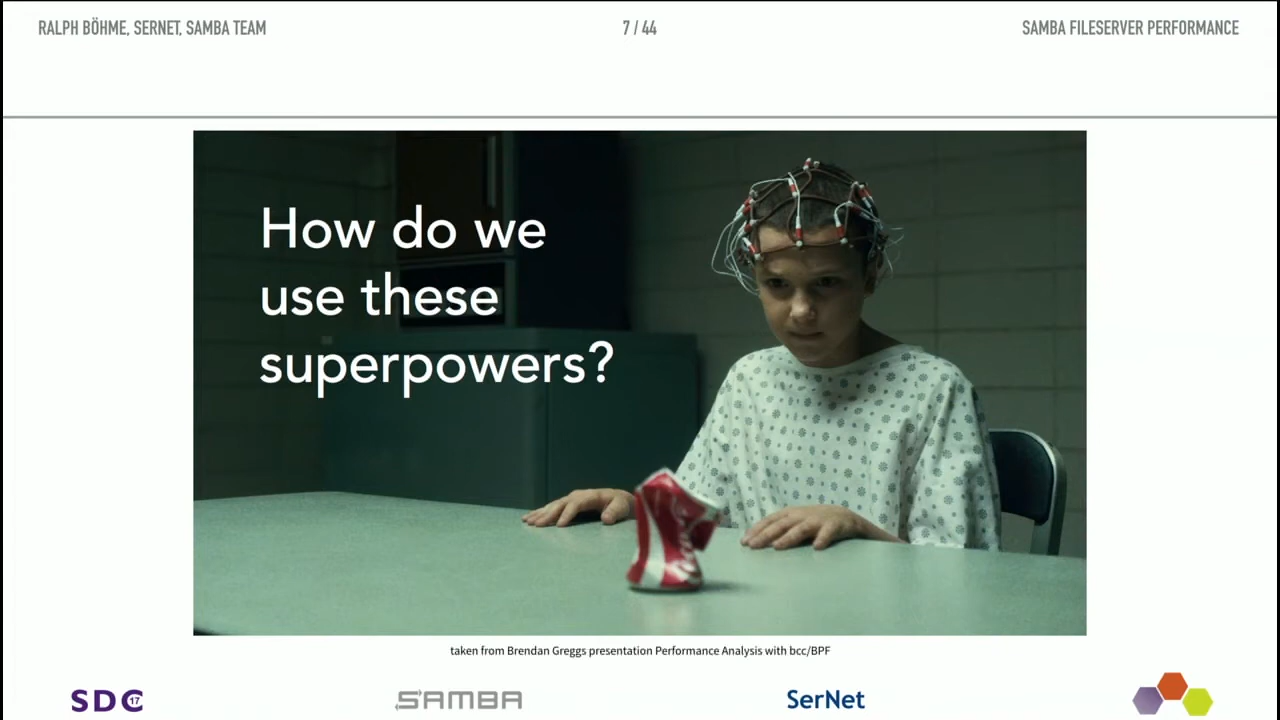 RALPH BÖHME, SERNET, SAMBA TEAM
7 / 44
SAMBA FILESERVER PERFORMANCE
How do we
use these
superpowers?
taken from Brendan Greggs presentation Performance Analysis with bcc/BPF
SDC 17
SAMBA
SerNet